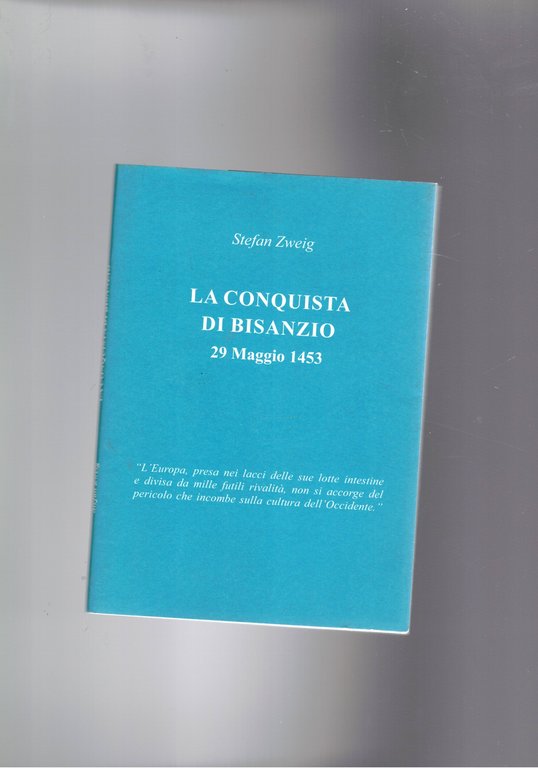 Stefan Zweig
LA CONQUISTA
DI BISANZIO
29 Maggio 1453
“L’Europa, presa nei lacci delle sue lotte intestine
e divisa da mille futili rivalità, non si accorge del
pericolo che incombe sulla cultura dell’Occidente.”